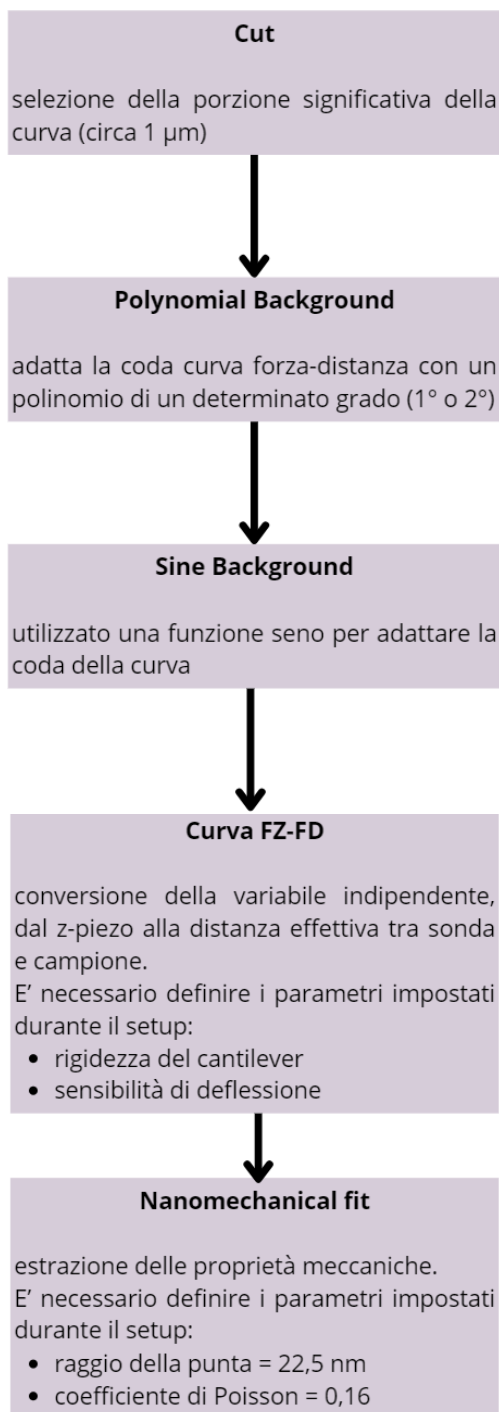 Cut
selezione della porzione significativa della
curva (circa 1 μm)
Polynomial Background
adatta la coda curva forza-distanza con un
polinomio di un determinato grado (1° o 2°)
Sine Background
utilizzato una funzione seno per adattare la
coda della curva
Curva FZ-FD
conversione della variabile indipendente,
dal z-piezo alla distanza effettiva tra sonda
e campione.
E’ necessario definire i parametri impostati
durante il setup:
• rigidezza del cantilever
• sensibilità di deflessione
Nanomechanical fit
estrazione delle proprietà meccaniche.
E’ necessario definire i parametri impostati
durante il setup:
• raggio della punta = 22,5 nm
• coefficiente di Poisson = 0,16